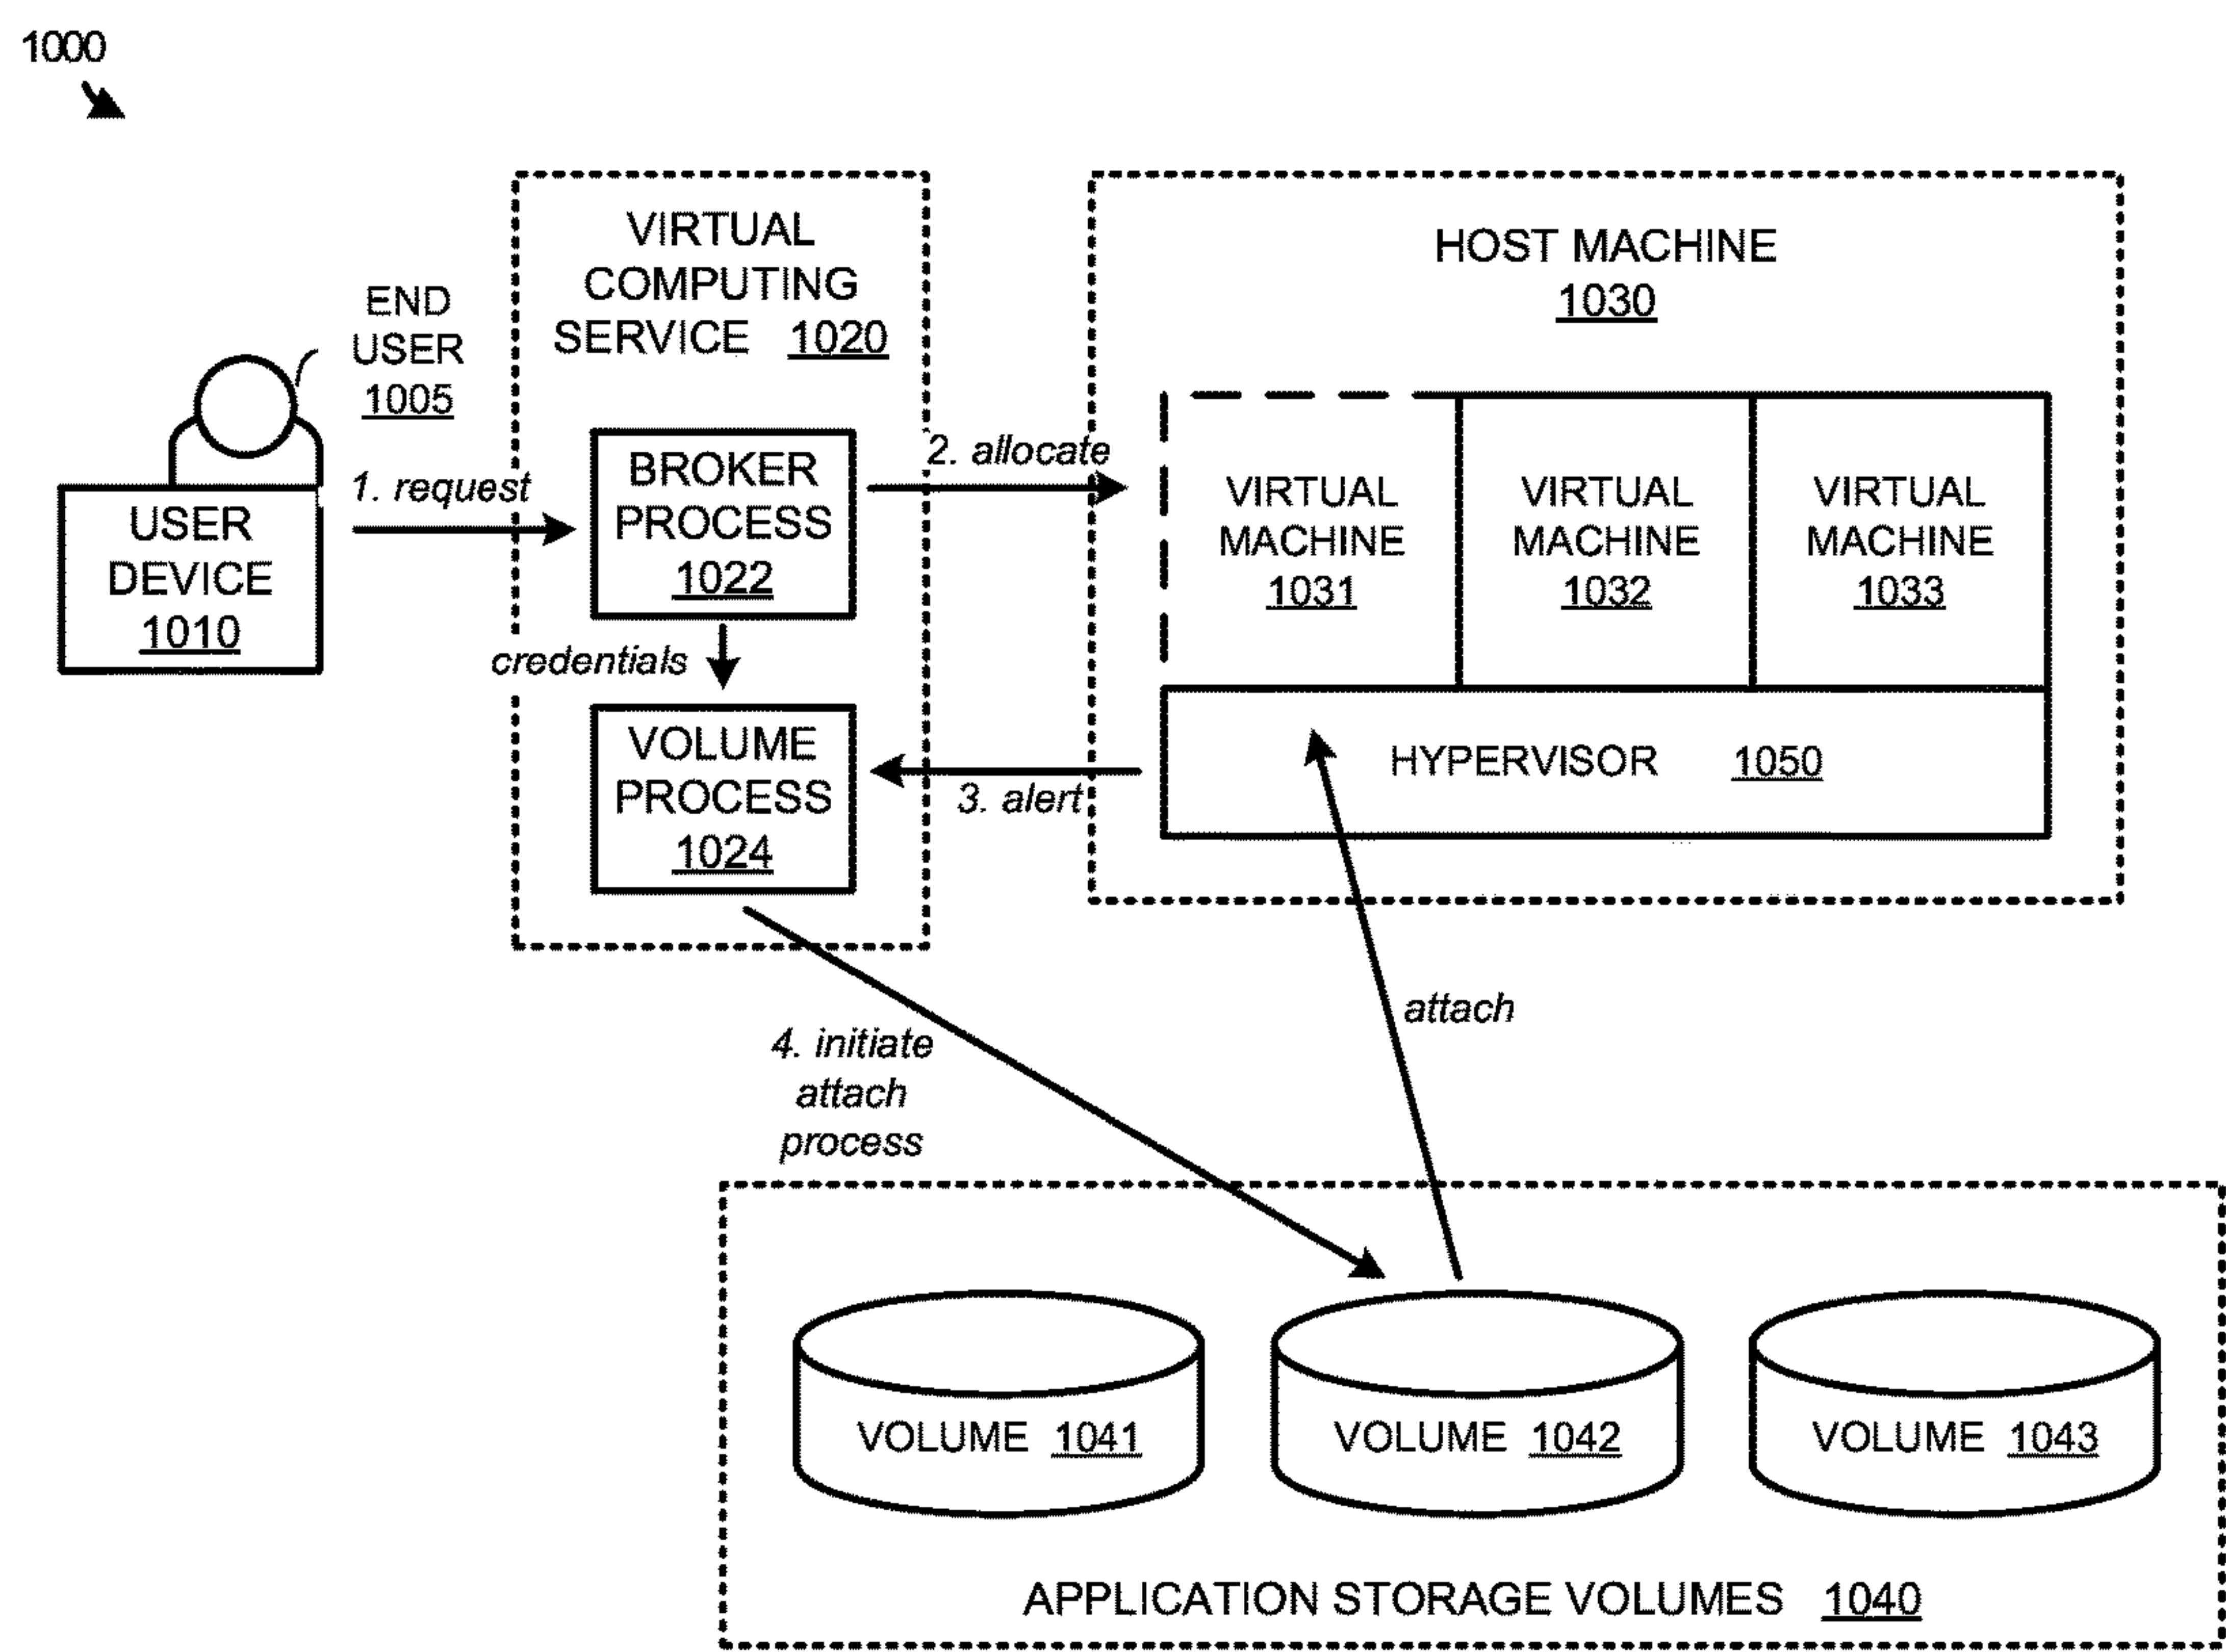 1000
END
USER
1005
USER
DEVICE
1010
1. request
VIRTUAL
COMPUTING
SERVICE 1020
BROKER
PROCESS
1022
credentials
VOLUME
PROCESS
1024
2. allocate
3. alert
HOST MACHINE
1030
VIRTUAL
MACHINE
1031
VIRTUAL
MACHINE
1032
VIRTUAL
MACHINE
1033
HYPERVISOR 1050
4. initiate
attach
process
attach
VOLUME 1041
VOLUME 1042
VOLUME 1043
APPLICATION STORAGE VOLUMES 1040